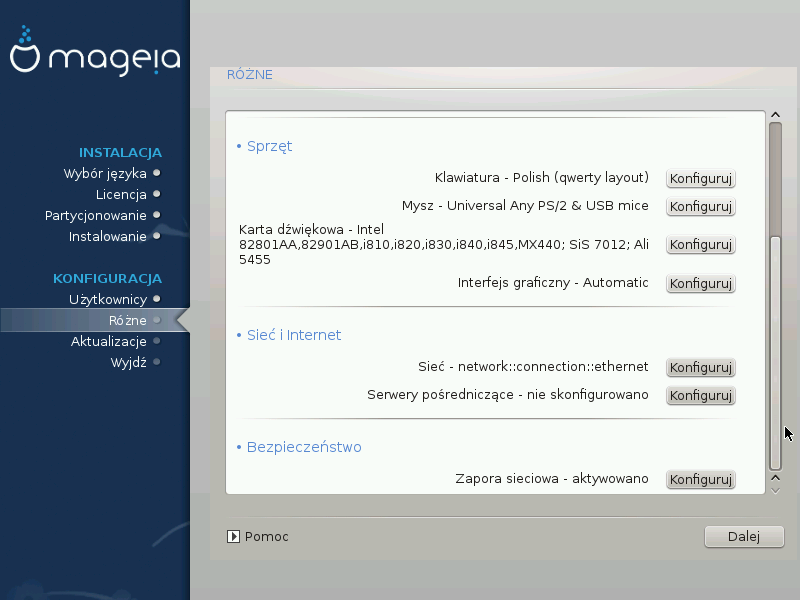 mageia
INSTALACJA
Wybór języka
Licencja
Partycjonowanie
Instalowanie
KONFIGURACJA
Użytkownicy
Różne
Aktualizacje
Wyjdź
RÓŻNE
• Sprzęt
Klawiatura - Polish (qwerty layout) Konfiguruj
Mysz - Universal Any PS/2 & USB mice Konfiguruj
Karta dźwiękowa - Intel
82801AA,82901AB,i810,i820,i830,i840,i845,MX440; SiS 7012; Ali Konfiguruj
5455
Interfejs graficzny - Automatic Konfiguruj
• Sieć i Internet
Sieć - network::connection::ethernet Konfiguruj
Serwery pośredniczące - nie skonfigurowano Konfiguruj
• Bezpieczeństwo
Zapora sieciowa - aktywowano Konfiguruj
Pomoc
Dalej